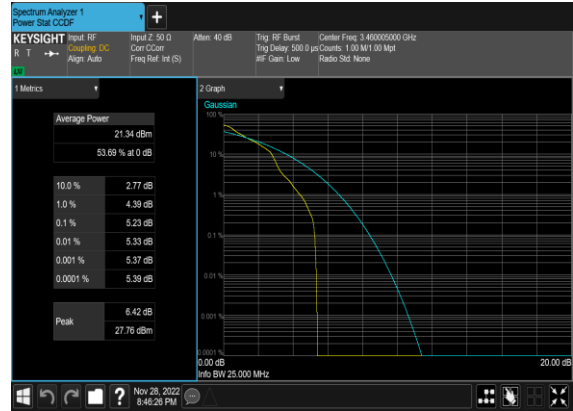 Spectrum Analyzer 1
Power Stat CCDF
KEYSIGHT
R T
LXI
Input: RF
Coupling: DC
Align: Auto
Input Z: 50 Ω
Corr CCorr
Freq Ref: Int (S)
Atten: 40 dB
Trig: RF Burst
Trig Delay: 500.0 µs
#IF Gain: Low
Center Freq: 3.460005000 GHz
Counts: 1.00 M/1.00 Mpt
Radio Std: None
1 Metrics
Average Power
21.34 dBm
53.69 % at 0 dB
10.0 % 2.77 dB
1.0 % 4.39 dB
0.1 % 5.23 dB
0.01 % 5.33 dB
0.001 % 5.37 dB
0.0001 % 5.39 dB
Peak
6.42 dB
27.76 dBm
2 Graph
Gaussian
100 %
10 %
1 %
0.1 %
0.01 %
0.001 %
0.0001 %
0.00 dB
20.00 dB
Info BW 25.000 MHz
?
Nov 28, 2022
8:46:26 PM